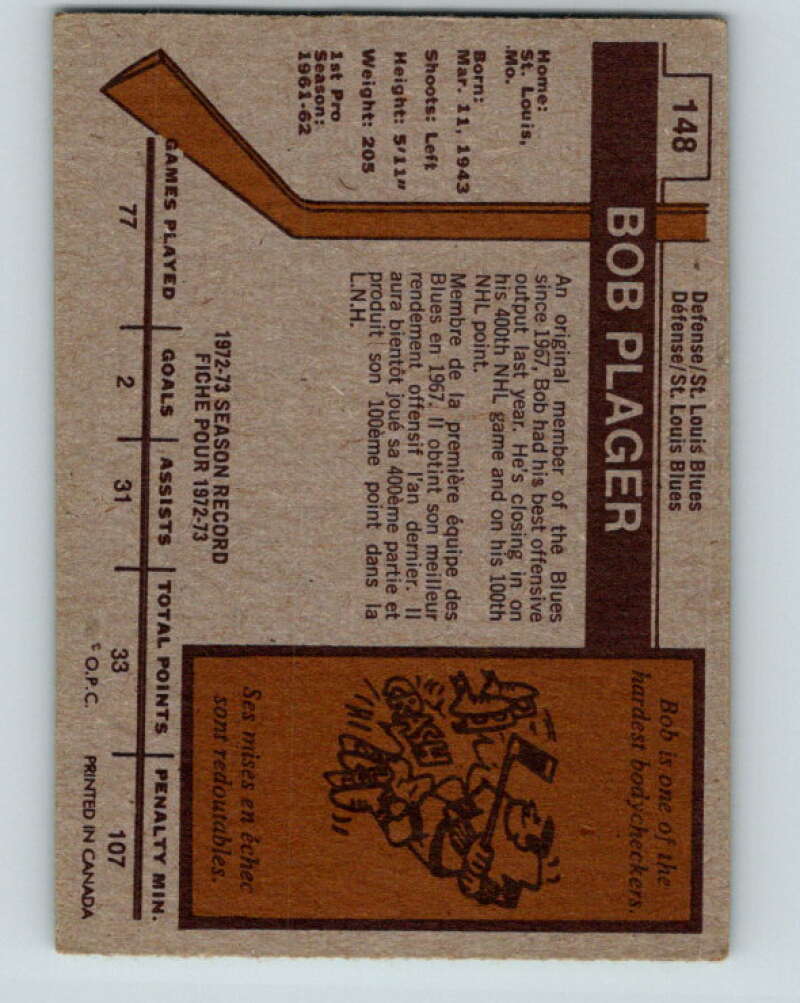 148
Defense/St. Louis Blues
Défense/St. Louis Blues
BOB PLAGER
Home:
St. Louis,
Mo.
Born:
Mar. 11, 1943
Shoots: Left
Height: 5'11"
Weight: 205
1st Pro
Season:
1961-62
An original member of the Blues
since 1967, Bob had his best offensive
output last year. He's closing in on
his 400th NHL game and on his 100th
NHL point.
Membre de la première équipe des
Blues en 1967. Il obtint son meilleur
rendement offensif l'an dernier. Il
aura bientôt joué sa 400ème partie et
produit son 100ème point dans la
L.N.H.
Bob is one of the
hardest bodycheckers.
CRASH
Ses mises en échec
sont redoutables.
1972-73 SEASON RECORD
FICHE POUR 1972-73
GAMES PLAYED GOALS ASSISTS TOTAL POINTS PENALTY MIN.
77 2 31 33 107
© O.P.C. PRINTED IN CANADA